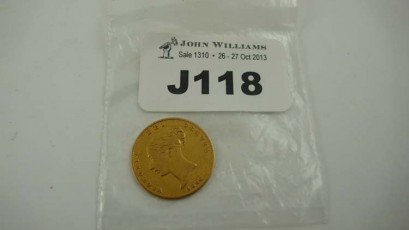 JOHN WILLIAMS
Sale 1310 • 26 - 27 Oct 2013
J118